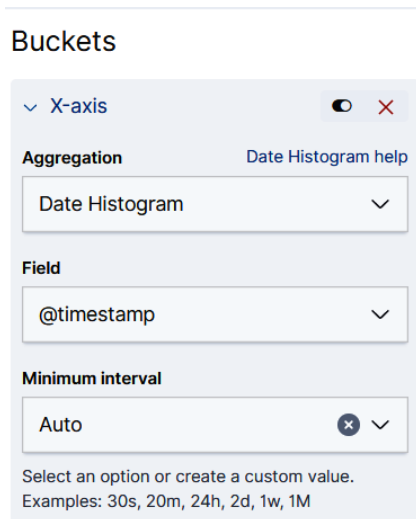 Buckets
X-axis
Aggregation Date Histogram help
Date Histogram
Field
@timestamp
Minimum interval
Auto
Select an option or create a custom value.
Examples: 30s, 20m, 24h, 2d, 1w, 1M